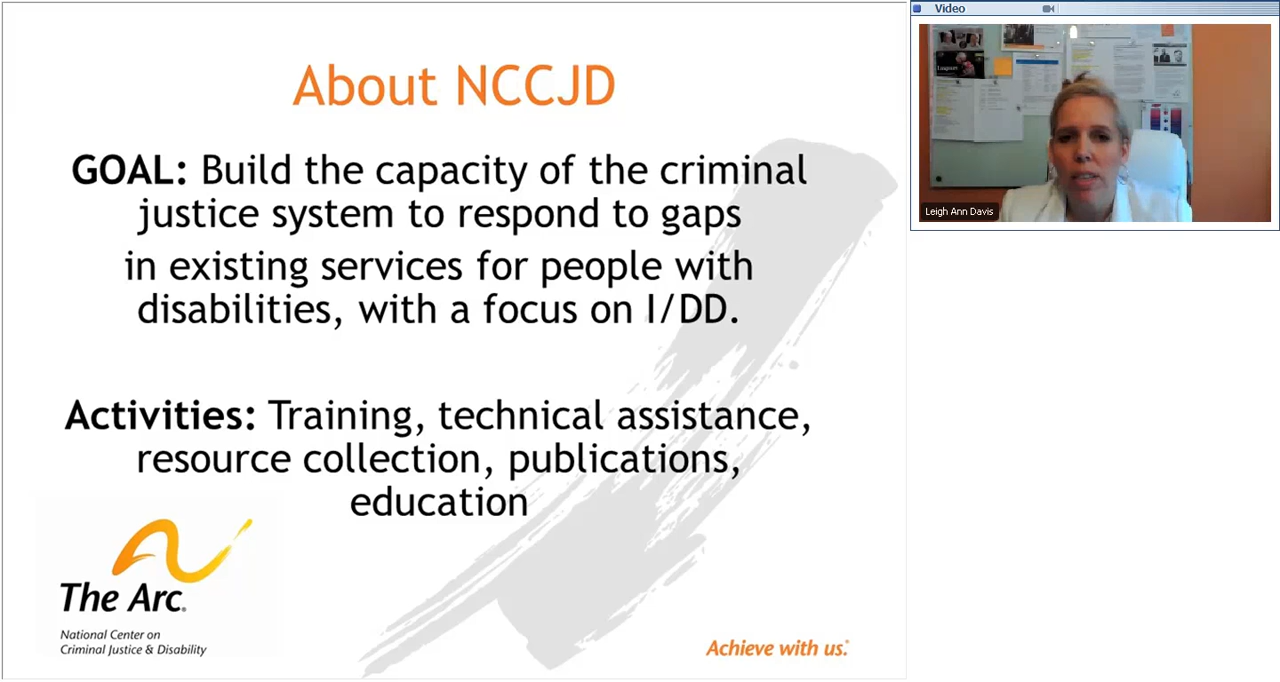 About NCCJD
GOAL: Build the capacity of the criminal
justice system to respond to gaps
in existing services for people with
disabilities, with a focus on I/DD.
Activities: Training, technical assistance,
resource collection, publications,
education
The Arc®
National Center on
Criminal Justice & Disability
Achieve with us.®
Video
Leigh Ann Davis